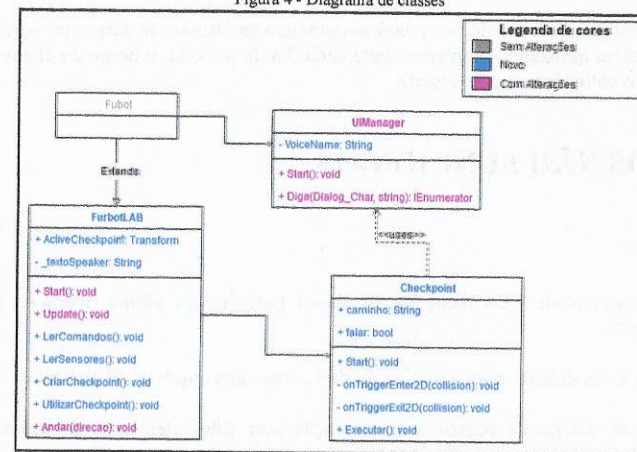 Figura 4 - Diagrama de classes
Legenda de cores
Sem Alterações
Novo
Com Alterações
Fubot
UIManager
- VoiceName: String
+ Start(): void
+ Diga(Dialog_Char, string): IEnumerator
Extends
FurbotLAB
+ ActiveCheckpoint: Transform
- _textoSpeaker: String
+ Start(): void
+ Update(): void
+ LerComandos(): void
+ LerSensores(): void
+ CriarCheckpoint(): void
+ UtilizarCheckpoint(): void
+ Andar(direcao): void
<<uses>>
Checkpoint
+ caminho: String
+ falar: bool
+ Start(): void
- onTriggerEnter2D(collision): void
- onTriggerExit2D(collision): void
+ Executar(): void